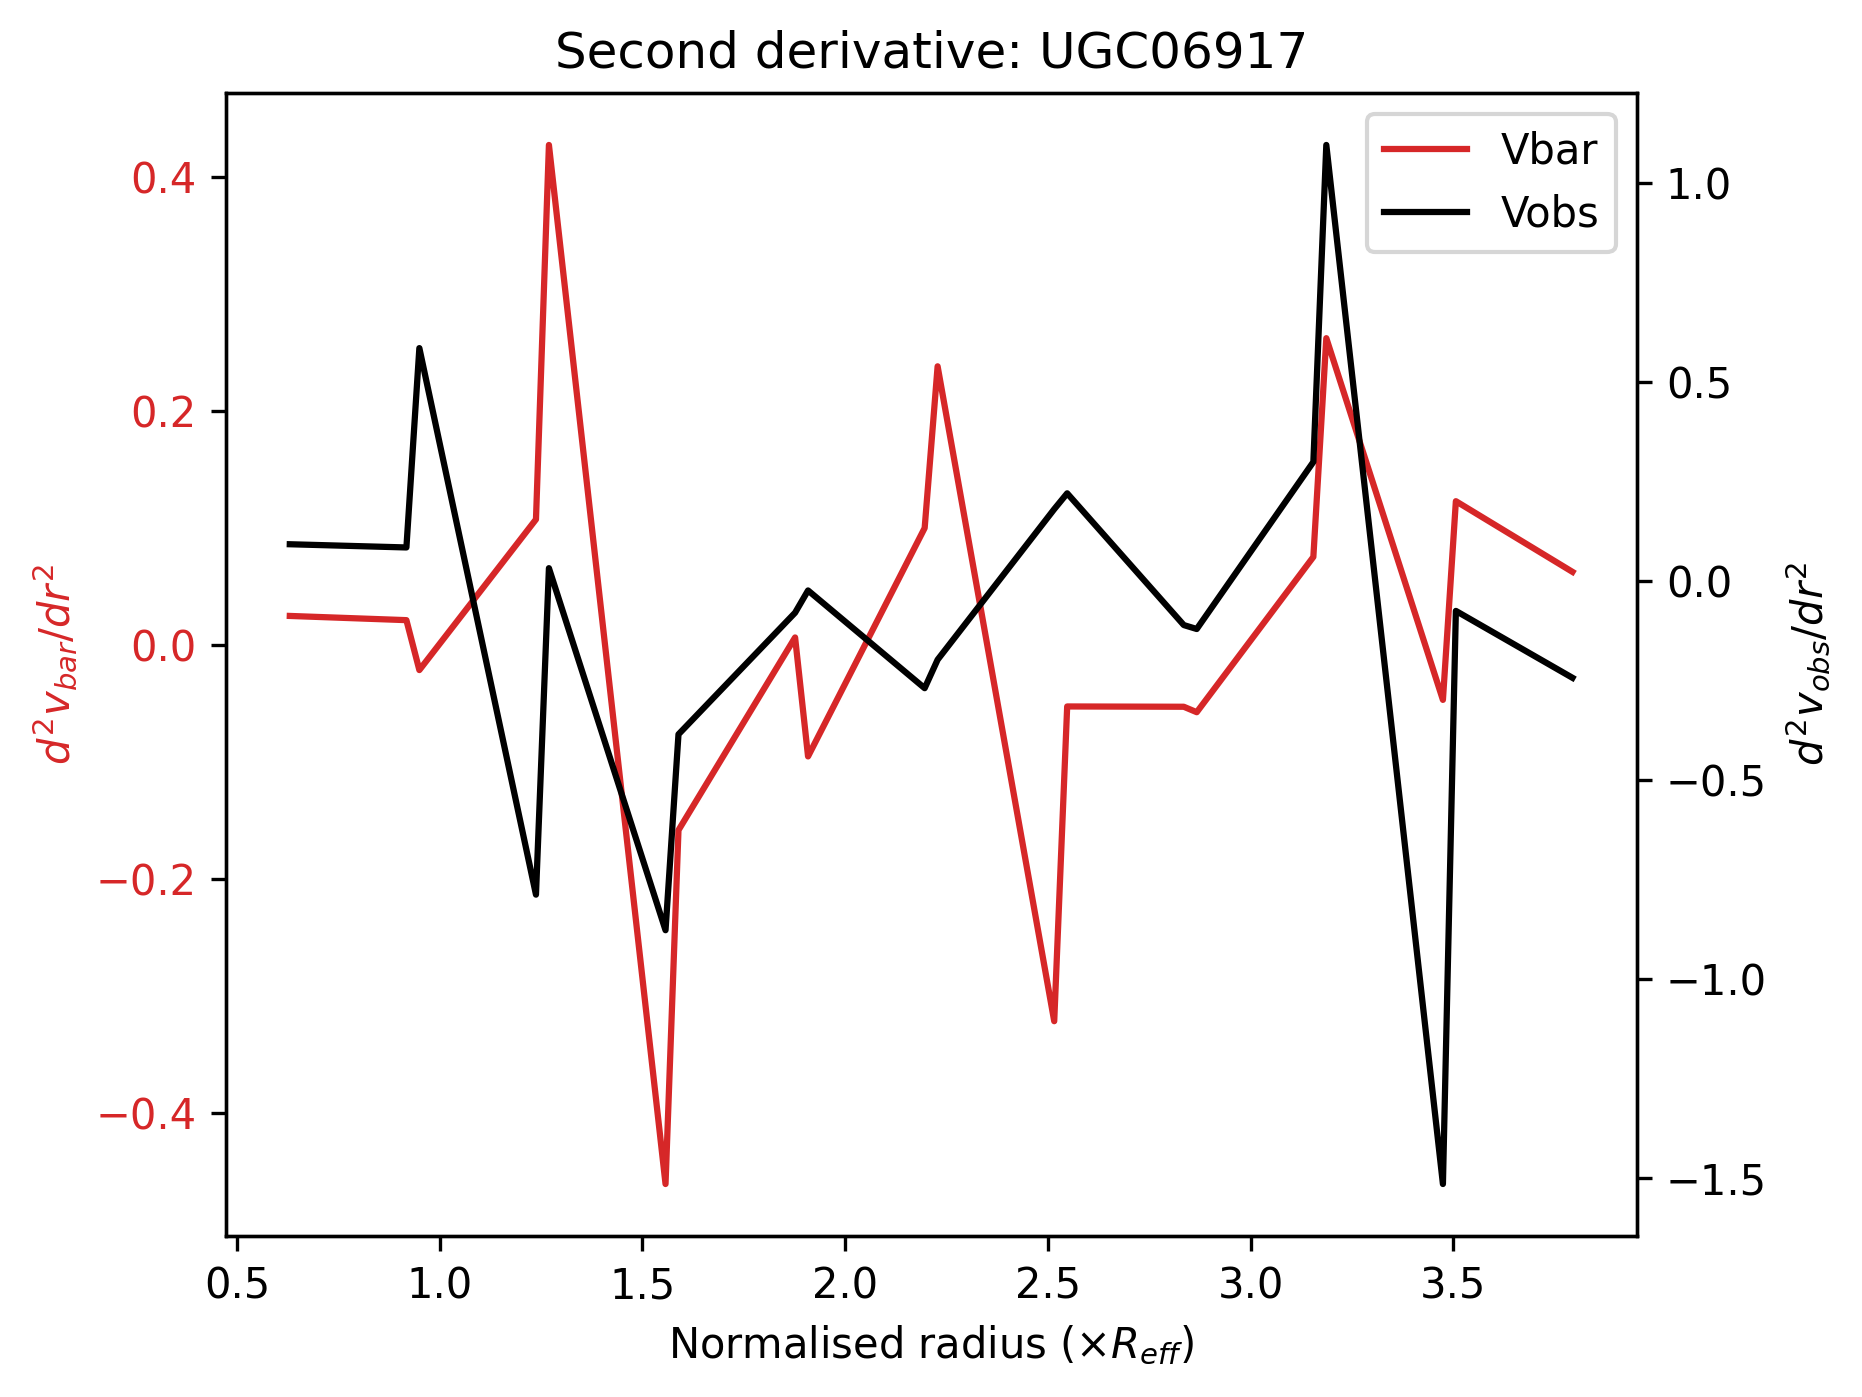 Second derivative: UGC06917
Vbar
Vobs
0.4
0.2
0.0
−0.2
−0.4
d²v_bar/dr²
1.0
0.5
0.0
−0.5
−1.0
−1.5
d²v_obs/dr²
0.5 1.0 1.5 2.0 2.5 3.0 3.5
Normalised radius (×R_eff)